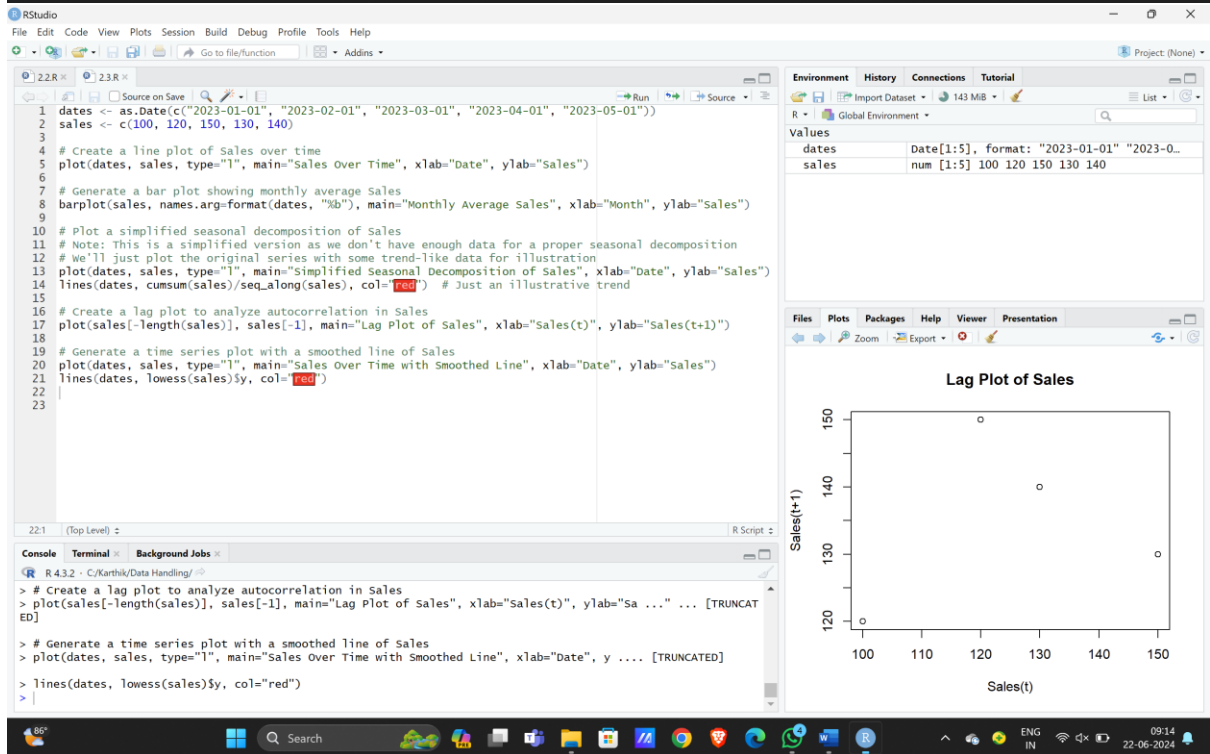 RStudio
File Edit Code View Plots Session Build Debug Profile Tools Help
Go to file/function
Addins
Project: (None)
2.2.R
2.3.R
Source on Save
Run
Source
1 dates <- as.Date(c("2023-01-01", "2023-02-01", "2023-03-01", "2023-04-01", "2023-05-01"))
2 sales <- c(100, 120, 150, 130, 140)
3
4 # Create a line plot of Sales over time
5 plot(dates, sales, type="l", main="Sales Over Time", xlab="Date", ylab="Sales")
6
7 # Generate a bar plot showing monthly average Sales
8 barplot(sales, names.arg=format(dates, "%b"), main="Monthly Average Sales", xlab="Month", ylab="Sales")
9
10 # Plot a simplified seasonal decomposition of Sales
11 # Note: This is a simplified version as we don't have enough data for a proper seasonal decomposition
12 # We'll just plot the original series with some trend-like data for illustration
13 plot(dates, sales, type="l", main="Simplified Seasonal Decomposition of Sales", xlab="Date", ylab="Sales")
14 lines(dates, cumsum(sales)/seq_along(sales), col="red") # Just an illustrative trend
15
16 # Create a lag plot to analyze autocorrelation in Sales
17 plot(sales[-length(sales)], sales[-1], main="Lag Plot of Sales", xlab="Sales(t)", ylab="Sales(t+1)")
18
19 # Generate a time series plot with a smoothed line of Sales
20 plot(dates, sales, type="l", main="Sales Over Time with Smoothed Line", xlab="Date", ylab="Sales")
21 lines(dates, lowess(sales)$y, col="red")
22
23
22:1 (Top Level) R Script
Console Terminal Background Jobs
R 4.3.2 · C:/Karthik/Data Handling/
> # Create a lag plot to analyze autocorrelation in Sales
> plot(sales[-length(sales)], sales[-1], main="Lag Plot of Sales", xlab="Sales(t)", ylab="Sa ..." ... [TRUNCAT
ED]
> # Generate a time series plot with a smoothed line of Sales
> plot(dates, sales, type="l", main="Sales Over Time with Smoothed Line", xlab="Date", y .... [TRUNCATED]
> lines(dates, lowess(sales)$y, col="red")
>
Environment History Connections Tutorial
Import Dataset 143 MiB List
R Global Environment
Values
dates Date[1:5], format: "2023-01-01" "2023-0…
sales num [1:5] 100 120 150 130 140
Files Plots Packages Help Viewer Presentation
Zoom Export
Lag Plot of Sales
150
140
130
120
Sales(t+1)
100 110 120 130 140 150
Sales(t)
86°
Search
PRE
4
ENG
IN
09:14
22-06-2024